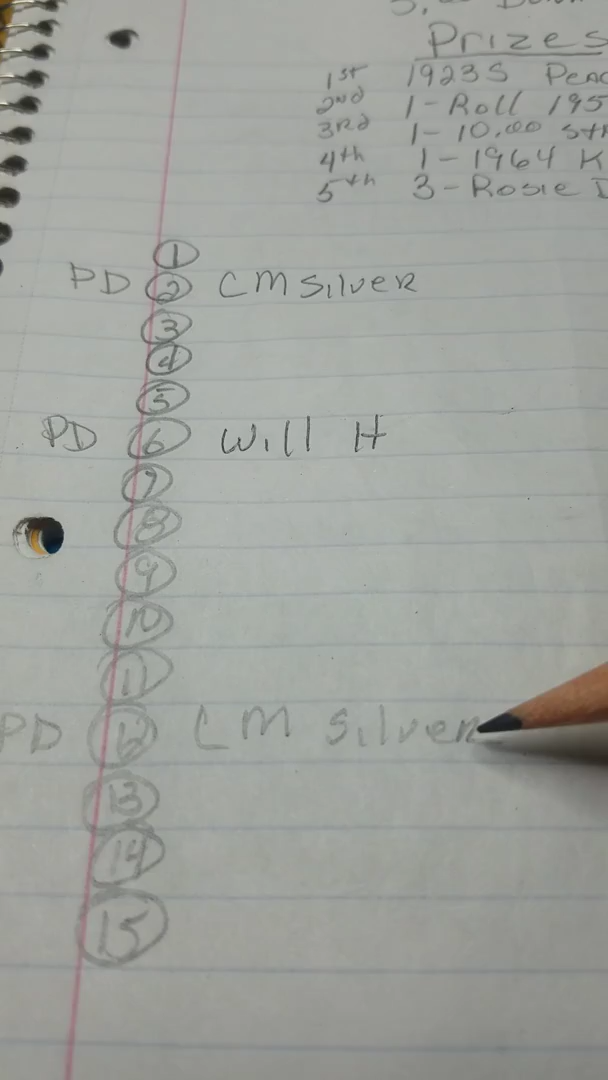 Prizes
1st 1923S
2nd 1-Roll 195
3rd 1-10.00
4th 1-1964 K
5th 3-Rosie
1
PD 2 CM Silver
3
4
5
PD 6 Will H
7
8
9
10
11
PD 12 CM Silver
13
14
15